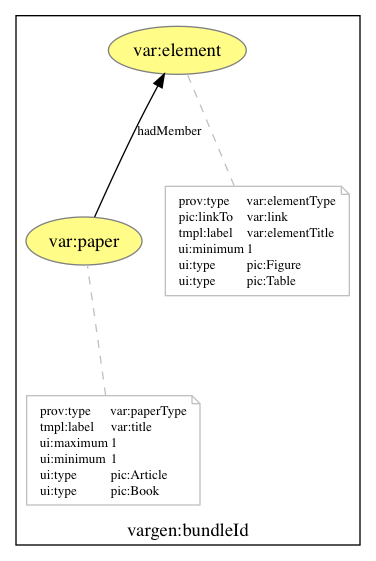 var:element
hadMember
prov:type var:elementType
pic:linkTo var:link
tmpl:label var:elementTitle
ui:minimum 1
ui:type pic:Figure
ui:type pic:Table
var:paper
prov:type var:paperType
tmpl:label var:title
ui:maximum 1
ui:minimum 1
ui:type pic:Article
ui:type pic:Book
vargen:bundleId